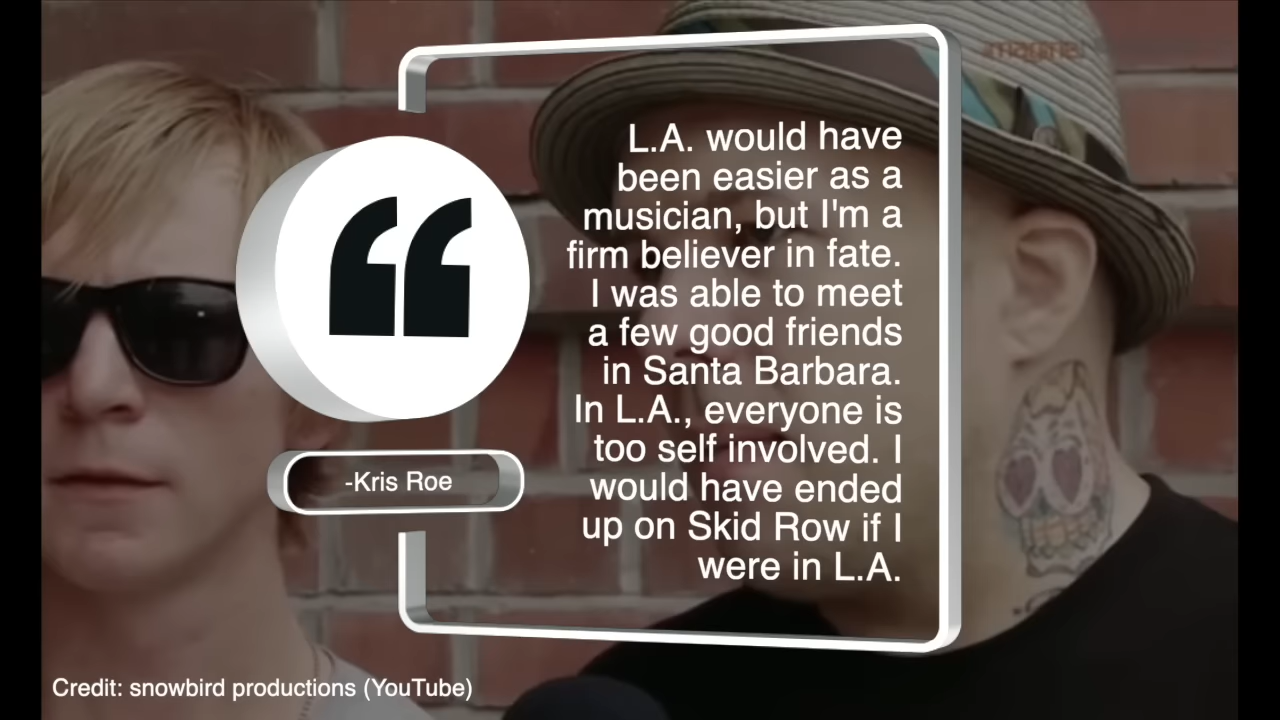 L.A. would have
been easier as a
musician, but I'm a
firm believer in fate.
I was able to meet
a few good friends
in Santa Barbara.
In L.A., everyone is
too self involved. I
would have ended
up on Skid Row if I
were in L.A.
-Kris Roe
Credit: snowbird productions (YouTube)